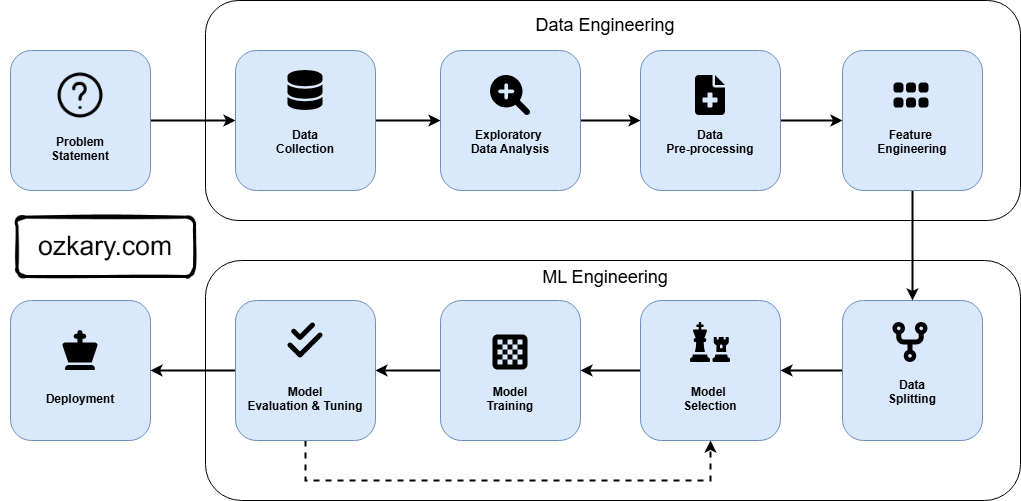 Data Engineering
Problem
Statement
Data
Collection
Exploratory
Data Analysis
Data
Pre-processing
Feature
Engineering
ozkary.com
ML Engineering
Deployment
Model
Evaluation & Tuning
Model
Training
Model
Selection
Data
Splitting